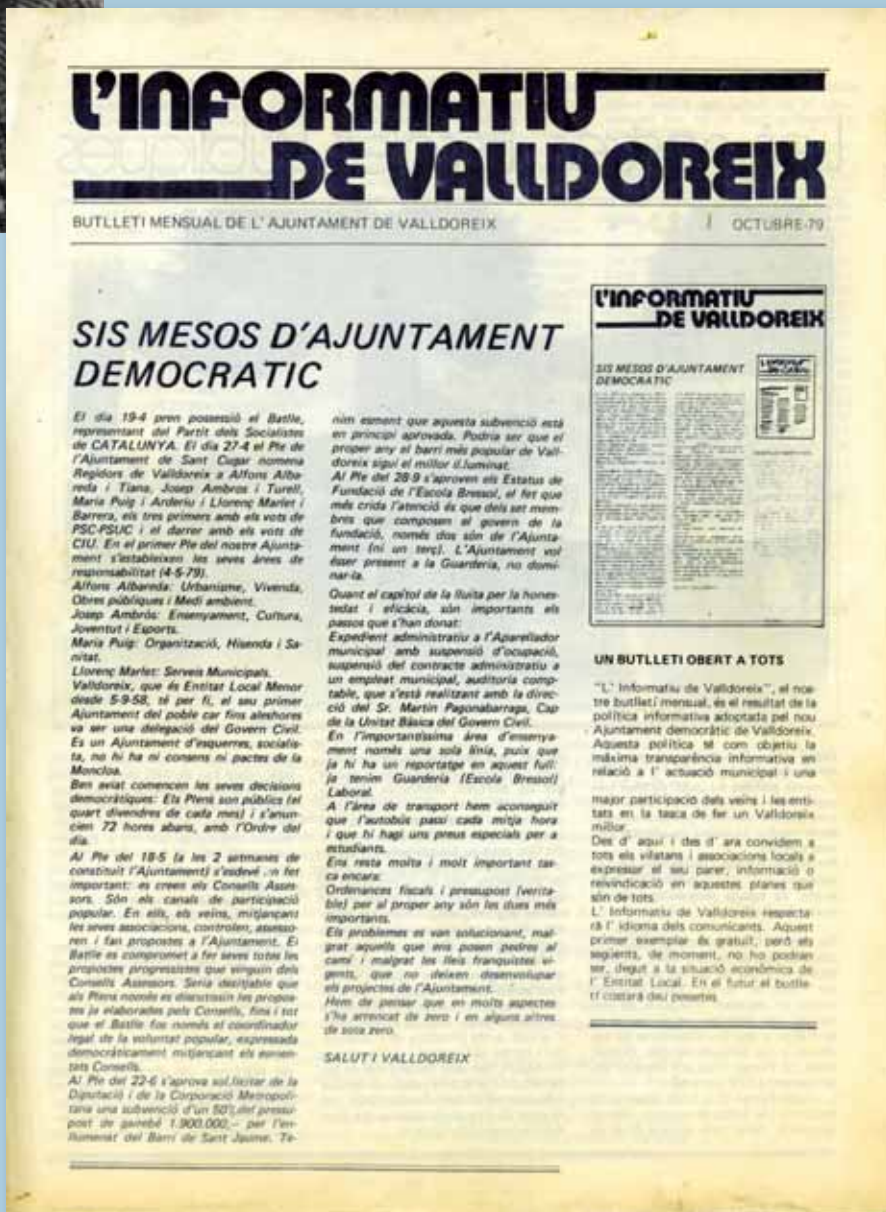 L'INFORMATIU
DE VALLDOREIX
BUTLLETI MENSUAL DE L' AJUNTAMENT DE VALLDOREIX
OCTUBRE-79
SIS MESOS D'AJUNTAMENT
DEMOCRATIC
El dia 19-4 pren possessió el Batlle,
representant del Partit dels Socialistes
de CATALUNYA. El dia 27-4 el Ple de
l'Ajuntament de Sant Cugar nomena
Regidors de Valldoreix a Alfons Alba-
reda i Tiana, Josep Ambros i Turell,
Maria Puig i Arderiu i Llorenç Marlet i
Barrera, els tres primers amb els vots de
PSC-PSUC i el darrer amb els vots de
CIU. En el primer Ple del nostre Ajunta-
ment s'estableixen les seves àrees de
responsabilitat (4-5-79).
Alfons Albareda: Urbanisme, Vivenda,
Obres públiques i Medi ambient.
Josep Ambrós: Ensenyament, Cultura,
Joventut i Esports.
Maria Puig: Organització, Hisenda i Sa-
nitat.
Llorenç Marlet: Serveis Municipals.
Valldoreix, que és Entitat Local Menor
desde 5-9-58, té per fi, el seu primer
Ajuntament del poble car fins aleshores
va ser una delegació del Govern Civil.
Es un Ajuntament d'esquerres, socialis-
ta, no hi ha ni consens ni pactes de la
Moncloa.
Ben aviat comencen les seves decisions
democràtiques: Els Plens son públics (el
quart divendres de cada mes) i s'anun-
cien 72 hores abans, amb l'Ordre del
dia.
Al Ple del 18-5 (a les 2 setmanes de
constituit l'Ajuntament) s'esdevé un fet
important: es creen els Consells Asses-
sors. Són els canals de participació
popular. En ells, els veïns, mitjançant
les seves associacions, controlen, assesso-
ren i fan propostes a l'Ajuntament. El
Batlle es compromet a fer seves totes les
propostes progressistes que vinguin dels
Consells Assessors. Seria desitjable que
als Plens només es discutissin les propos-
tes ja elaborades pels Consells, fins i tot
que el Batlle fos només el coordinador
legal de la voluntat popular, expressada
democràticament mitjançant els esmen-
tats Consells.
Al Ple del 22-6 s'aprova sol.licitar de la
Diputació i de la Corporació Metropoli-
tana una subvenció d'un 50% del pressu-
post de gairebé 1.900.000,- per l'en-
llumenat del Barri de Sant Jaume. Te-
nim esment que aquesta subvenció està
en principi aprovada. Podria ser que el
proper any el barri més popular de Vall-
doreix sigui el millor il.luminat.
Al Ple del 28-9 s'aproven els Estatus de
Fundació de l'Escola Bressol, el fet que
més crida l'atenció és que dels set mem-
bres que composen el govern de la
fundació, només dos són de l'Ajunta-
ment (ni un terç). L'Ajuntament vol
ésser present a la Guarderia, no domi-
nar-la.
Quant el capítol de la lluita per la hones-
tedat i eficàcia, són importants els
passos que s'han donat:
Expedient administratiu a l'Aparellador
municipal amb suspensió d'ocupació,
suspensió del contracte administratiu a
un empleat municipal, auditoria comp-
table, que s'està realitzant amb la direc-
ció del Sr. Martin Pagonabarraga, Cap
de la Unitat Bàsica del Govern Civil.
En l'importantíssima àrea d'ensenya-
ment només una sola línia, puix que
ja hi ha un reportatge en aquest full:
ja tenim Guarderia (Escola Bressol)
Laboral.
A l'àrea de transport hem aconseguit
que l'autobús passi cada mitja hora
i que hi hagi uns preus especials per a
estudiants.
Ens resta molta i molt important tas-
ca encara:
Ordenances fiscals i pressupost (verita-
ble) per al proper any són les dues més
importants.
Els problemes es van solucionant, mal-
grat aquells que ens posen pedres al
camí i malgrat les lleis franquistes vi-
gents, que no deixen desenvolupar
els projectes de l'Ajuntament.
Hem de pensar que en molts aspectes
s'ha arrencat de zero i en alguns altres
de sota zero.
SALUT I VALLDOREIX
L'INFORMATIU
DE VALLDOREIX
SIS MESOS D'AJUNTAMENT
DEMOCRATIC
UN BUTLLETI OBERT A TOTS
"L' Informatiu de Valldoreix", el nos-
tre butlletí mensual, és el resultat de la
política informativa adoptada pel nou
Ajuntament democràtic de Valldoreix.
Aquesta política té com objetiu la
màxima transparència informativa en
relació a l' actuació municipal i una
major participació dels veïns i les enti-
tats en la tasca de fer un Valldoreix
millor.
Des d' aquí i des d' ara convidem a
tots els vilatans i associacions locals a
expressar el seu parer, informació o
reivindicació en aquestes planes que
són de tots.
L' Informatiu de Valldoreix respecta-
rà l' idioma dels comunicants. Aquest
primer exemplar és gratuït, però els
següents, de moment, no ho podran
ser, degut a la situació econòmica de
l' Entitat Local. En el futur el butlle-
tí costarà deu pesetes.